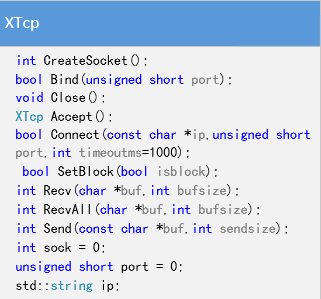 XTcp
int CreateSocket();
bool Bind(unsigned short port);
void Close();
XTcp Accept();
bool Connect(const char *ip,unsigned short
port,int timeoutms=1000);
bool SetBlock(bool isblock);
int Recv(char *buf,int bufsize);
int RecvAll(char *buf,int bufsize);
int Send(const char *buf,int sendsize);
int sock = 0;
unsigned short port = 0;
std::string ip;